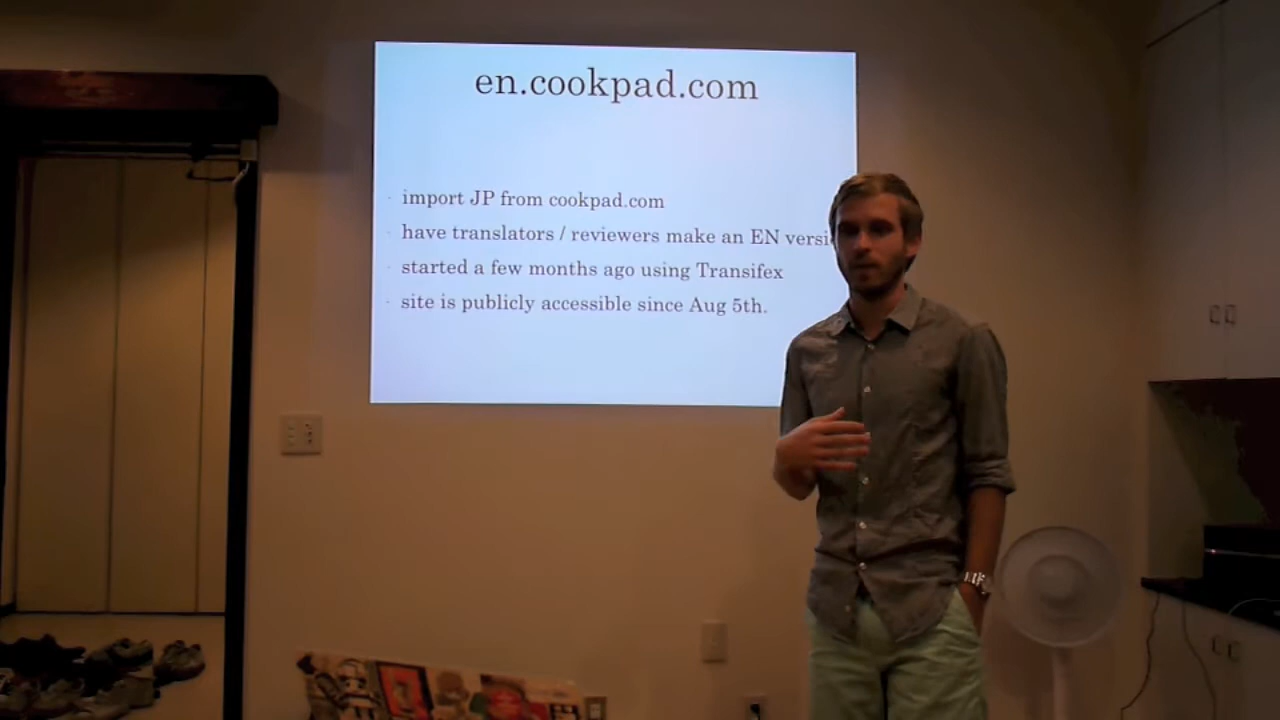 en.cookpad.com
import JP from cookpad.com
have translators / reviewers make an EN versi
started a few months ago using Transifex
site is publicly accessible since Aug 5th.